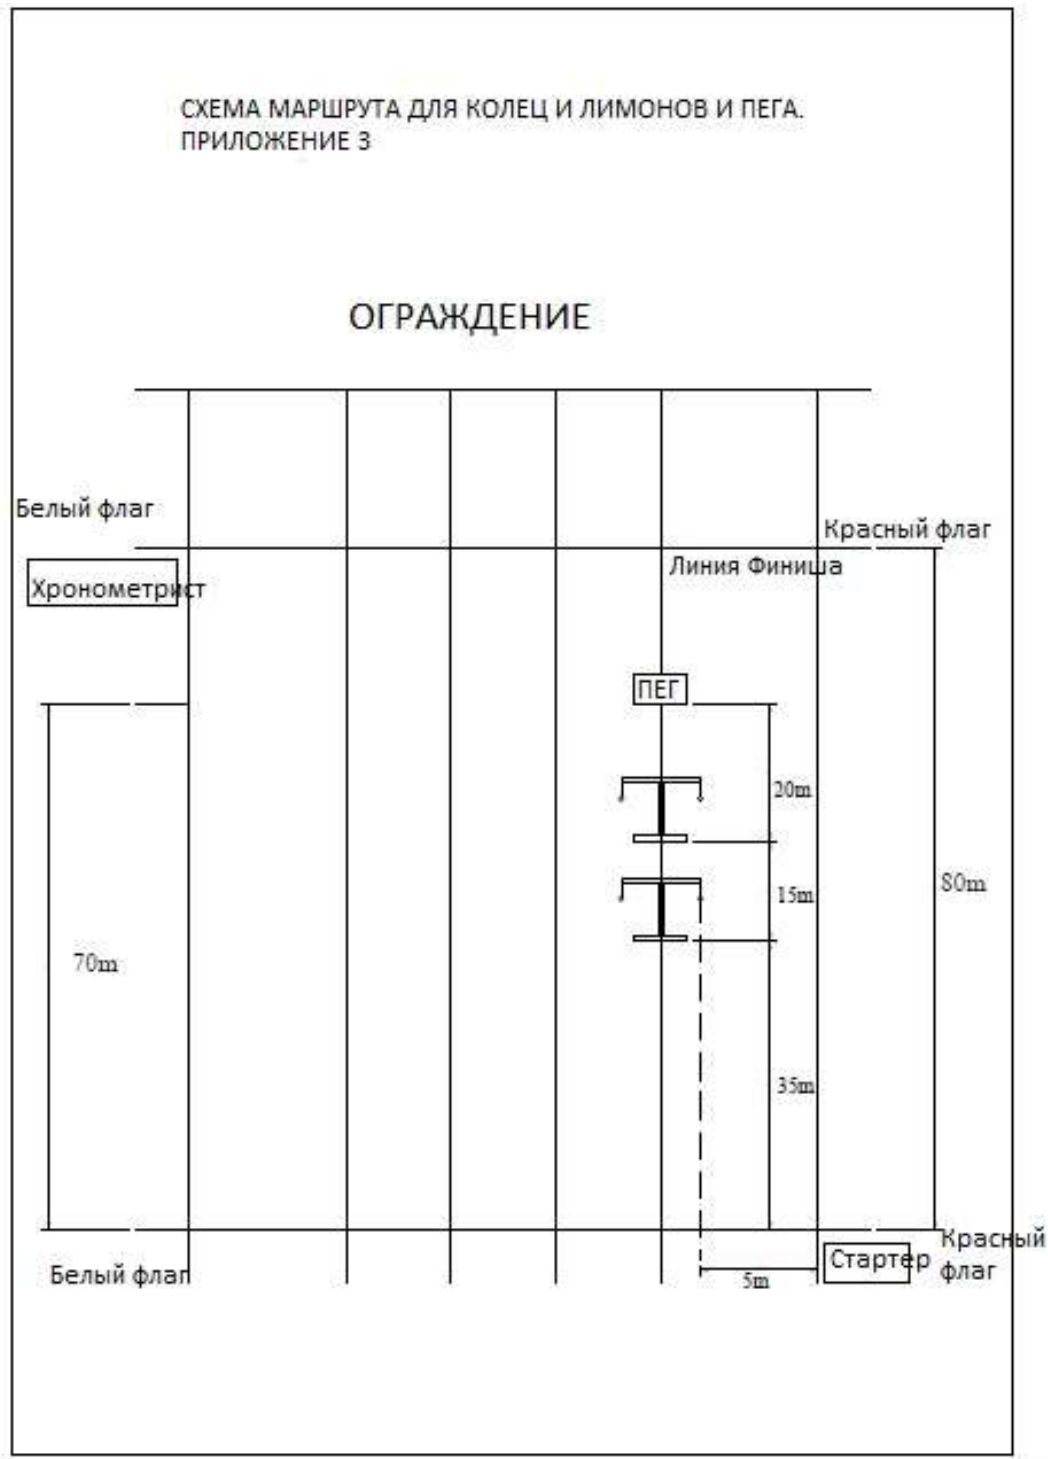 СХЕМА МАРШРУТА ДЛЯ КОЛЕЦ И ЛИМОНОВ И ПЕГА.
ПРИЛОЖЕНИЕ 3
ОГРАЖДЕНИЕ
Белый флаг
Красный флаг
Линия Финиша
Хронометрист
ПЕГ
20m
15m
80m
70m
35m
Красный
флаг
Стартер
Белый флаг
5m